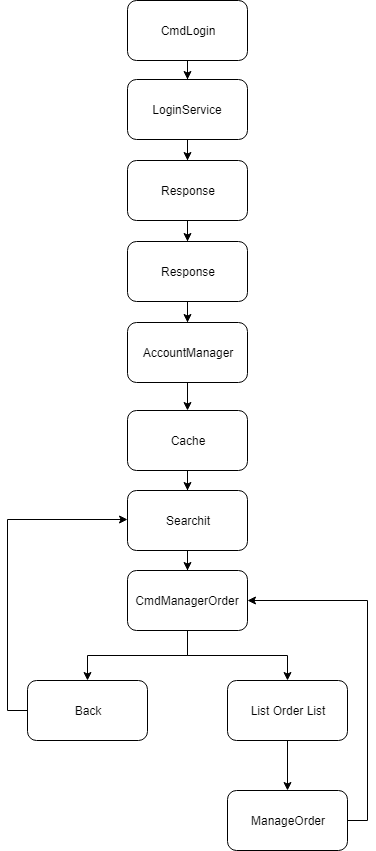 CmdLogin
LoginService
Response
Response
AccountManager
Cache
Searchit
CmdManagerOrder
Back
List Order List
ManageOrder